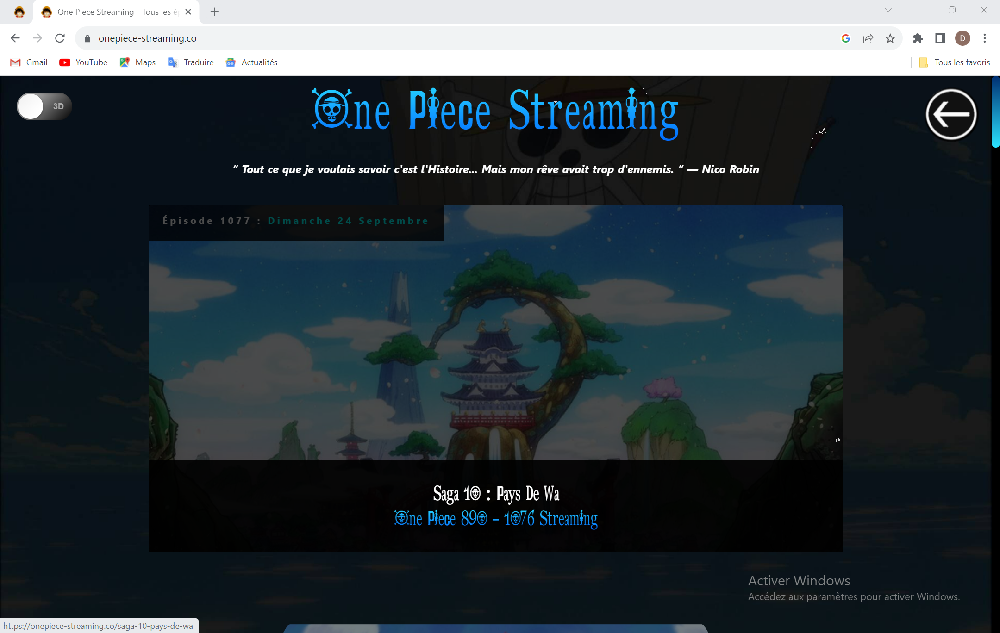 One Piece Streaming - Tous les é
onepiece-streaming.co
D
Gmail
YouTube
Maps
Traduire
Actualités
Tous les favoris
3D
One Piece Streaming
“ Tout ce que je voulais savoir c'est l'Histoire... Mais mon rêve avait trop d'ennemis. ” — Nico Robin
Épisode 1077 : Dimanche 24 Septembre
Saga 10 : Pays De Wa
One Piece 890 - 1076 Streaming
Activer Windows
Accédez aux paramètres pour activer Windows.
https://onepiece-streaming.co/saga-10-pays-de-wa